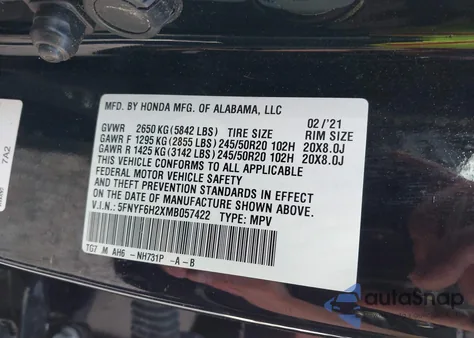 MFD. BY HONDA MFG. OF ALABAMA, LLC 02/'21
GVWR 2650 KG (5842 LBS) TIRE SIZE RIM SIZE
GAWR F 1295 KG (2855 LBS) 245/50R20 102H 20X8.0J
GAWR R 1425 KG (3142 LBS) 245/50R20 102H 20X8.0J
THIS VEHICLE CONFORMS TO ALL APPLICABLE
FEDERAL MOTOR VEHICLE SAFETY
AND THEFT PREVENTION STANDARDS IN EFFECT
ON THE DATE OF MANUFACTURE SHOWN ABOVE.
V.I.N.: 5FNYF6H2XMB057422 TYPE: MPV
TG7 M AH6 -NH731P -A -B
7A2
autoSnap